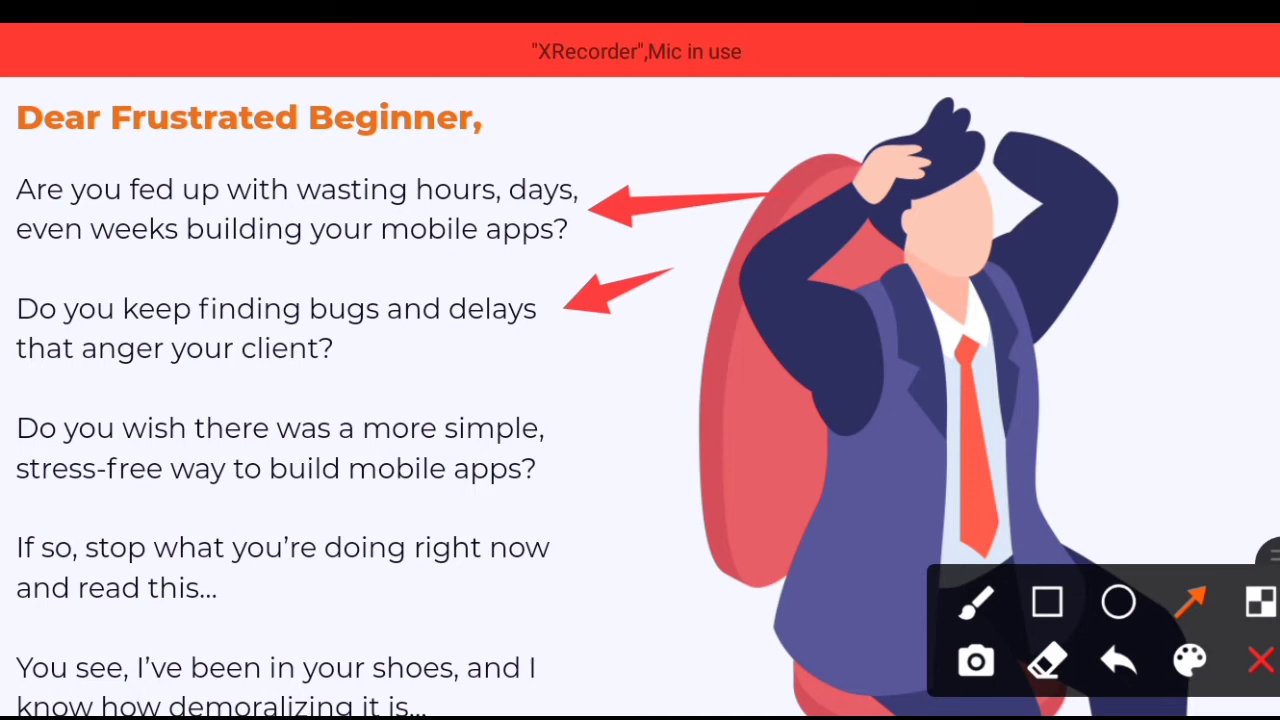 "XRecorder",Mic in use
Dear Frustrated Beginner,
Are you fed up with wasting hours, days,
even weeks building your mobile apps?
Do you keep finding bugs and delays
that anger your client?
Do you wish there was a more simple,
stress-free way to build mobile apps?
If so, stop what you’re doing right now
and read this...
You see, I’ve been in your shoes, and I
know how demoralizing it is...